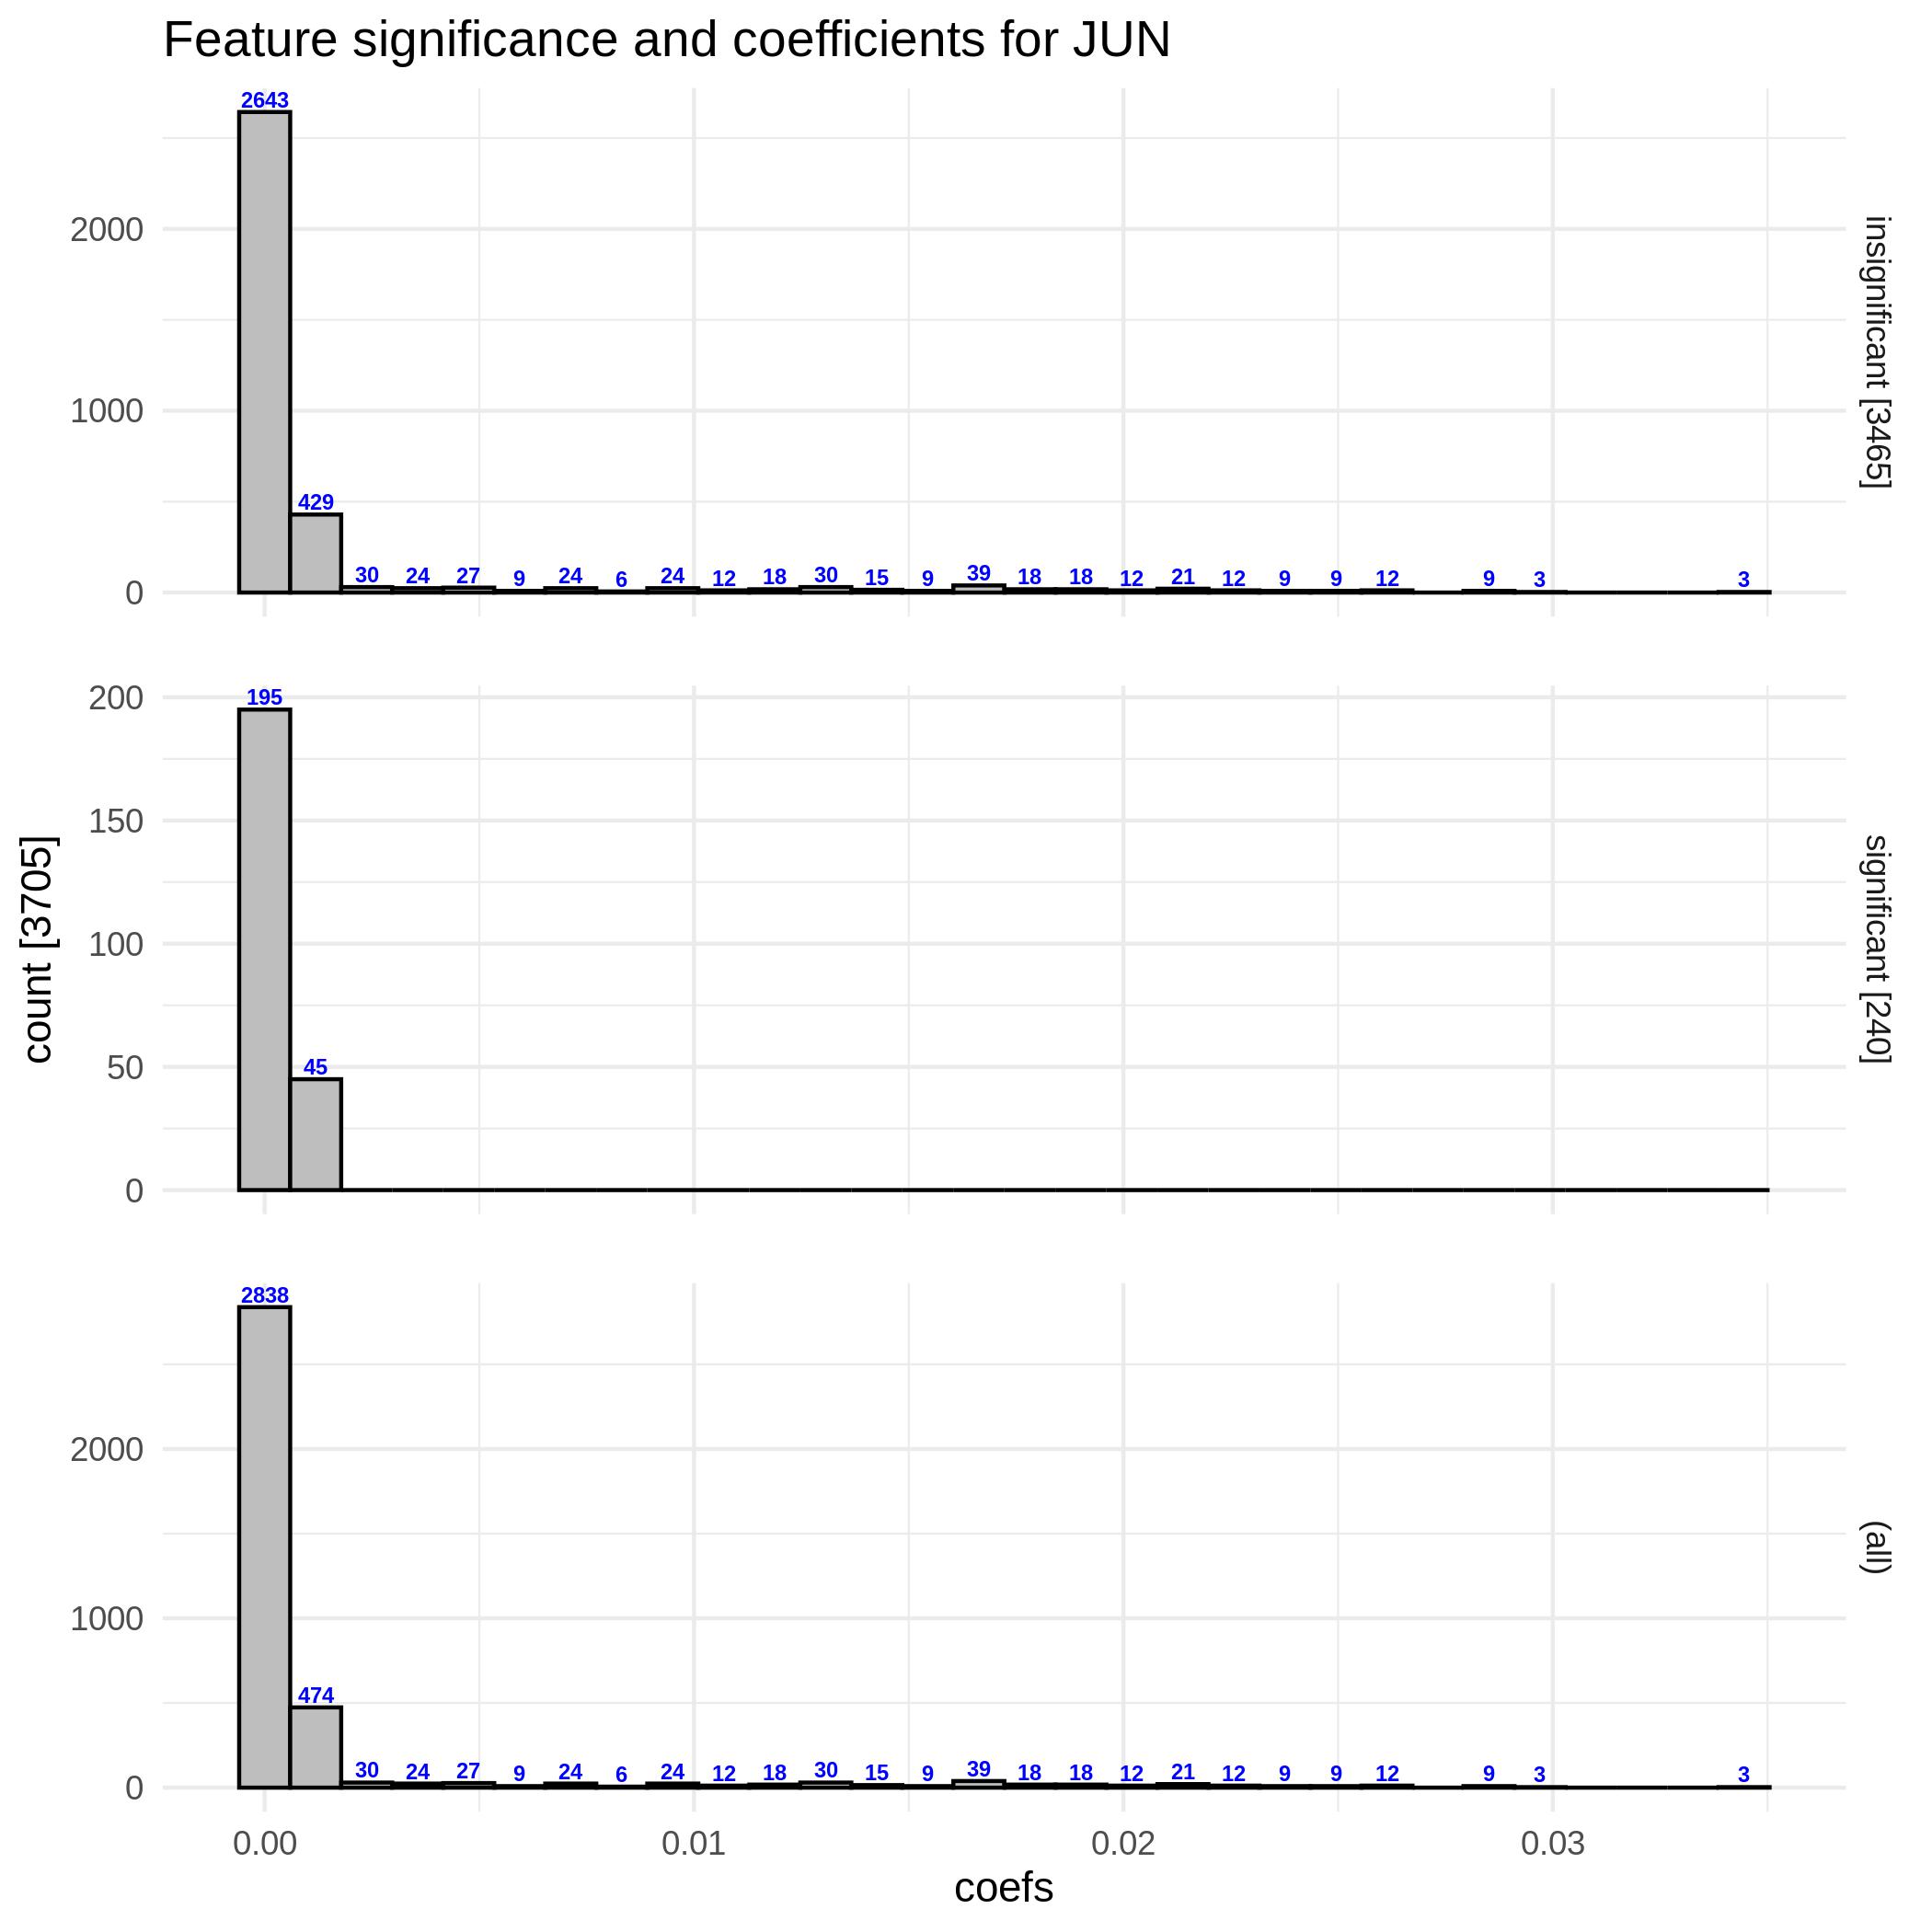 Feature significance and coefficients for JUN
2643
429
30 24 27 9 24 6 24 12 18 30 15 9 39 18 18 12 21 12 9 9 12 9 3 3
2000
1000
0
insignificant [3465]
195
45
200
150
100
50
0
significant [240]
count [3705]
2838
474
30 24 27 9 24 6 24 12 18 30 15 9 39 18 18 12 21 12 9 9 12 9 3 3
2000
1000
0
(all)
0.00 0.01 0.02 0.03
coefs